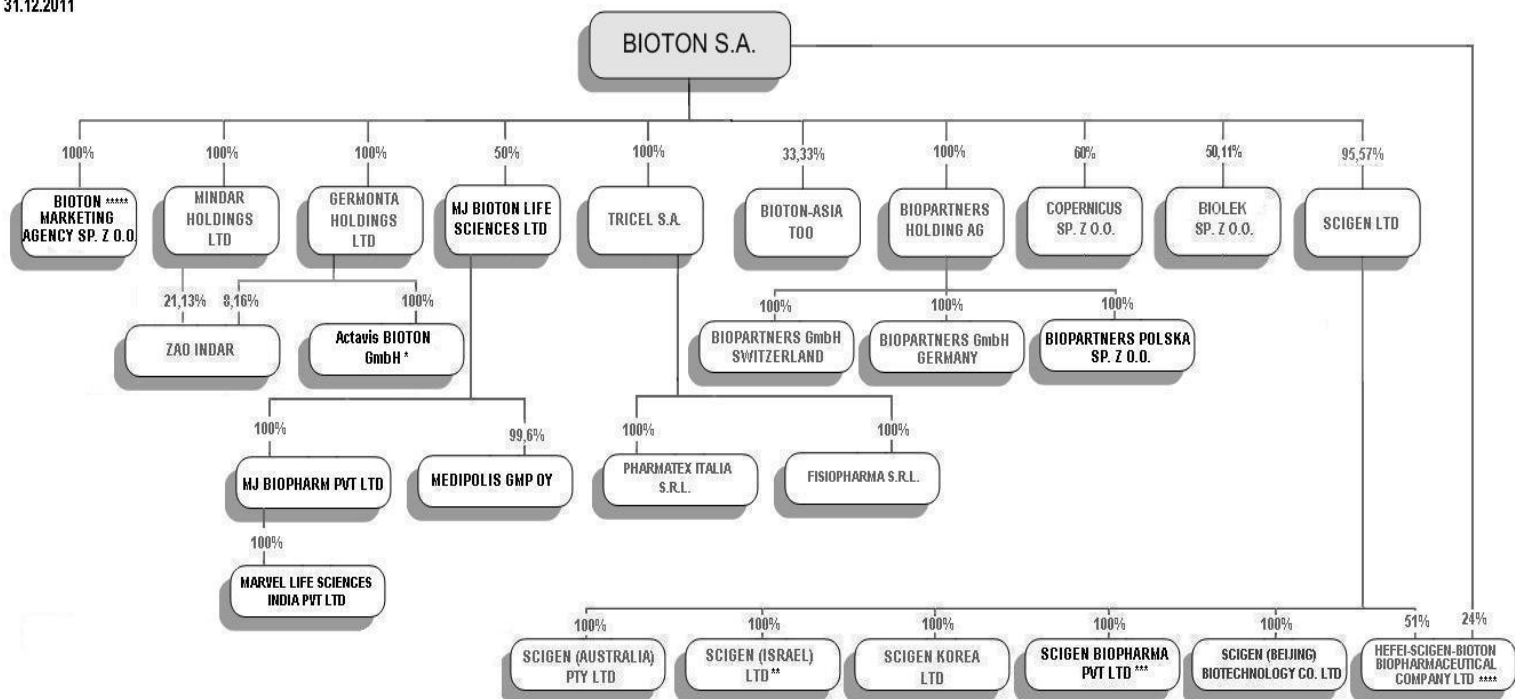 31.12.2011
BIOTON S.A.
100%
100%
100%
50%
100%
33,33%
100%
60%
50,11%
95,57%
BIOTON *****
MARKETING
AGENCY SP. Z O.O.
MINDAR
HOLDINGS
LTD
GERMONTA
HOLDINGS
LTD
MJ BIOTON LIFE
SCIENCES LTD
TRICEL S.A.
BIOTON-ASIA
TOO
BIOPARTNERS
HOLDING AG
COPERNICUS
SP. Z O.O.
BIOLEK
SP. Z O.O.
SCIGEN LTD
21,13%
8,16%
100%
100%
100%
100%
ZAO INDAR
Actavis BIOTON
GmbH *
BIOPARTNERS GmbH
SWITZERLAND
BIOPARTNERS GmbH
GERMANY
BIOPARTNERS POLSKA
SP. Z O.O.
100%
99,6%
100%
100%
MJ BIOPHARM PVT LTD
MEDIPOLIS GMP OY
PHARMATEX ITALIA
S.R.L.
FISIOPHARMA S.R.L.
100%
MARVEL LIFE SCIENCES
INDIA PVT LTD
100%
100%
100%
100%
100%
51%
24%
SCIGEN (AUSTRALIA)
PTY LTD
SCIGEN (ISRAEL)
LTD **
SCIGEN KOREA
LTD
SCIGEN BIOPHARMA
PVT LTD ***
SCIGEN (BEIJING)
BIOTECHNOLOGY CO. LTD
HEFEI-SCIGEN-BIOTON
BIOPHARMACEUTICAL
COMPANY LTD ****